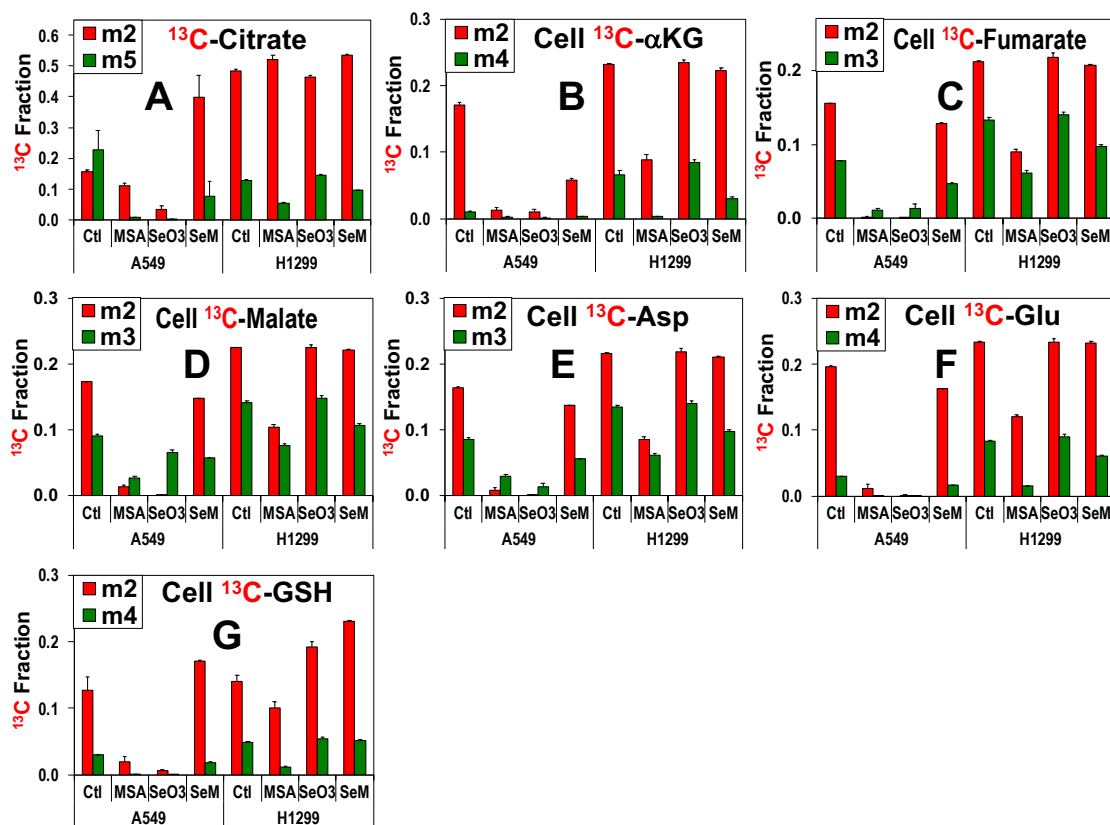 ¹³C-Citrate
m2
m5
A
¹³C Fraction
0.6
0.5
0.4
0.3
0.2
0.1
0.0
Ctl MSA SeO3 SeM Ctl MSA SeO3 SeM
A549 H1299
Cell ¹³C-αKG
m2
m4
B
¹³C Fraction
0.3
0.2
0.1
0.0
Ctl MSA SeO3 SeM Ctl MSA SeO3 SeM
A549 H1299
Cell ¹³C-Fumarate
m2
m3
C
¹³C Fraction
0.2
0.1
0.0
Ctl MSA SeO3 SeM Ctl MSA SeO3 SeM
A549 H1299
Cell ¹³C-Malate
m2
m3
D
¹³C Fraction
0.3
0.2
0.1
0.0
Ctl MSA SeO3 SeM Ctl MSA SeO3 SeM
A549 H1299
Cell ¹³C-Asp
m2
m3
E
¹³C Fraction
0.3
0.2
0.1
0.0
Ctl MSA SeO3 SeM Ctl MSA SeO3 SeM
A549 H1299
Cell ¹³C-Glu
m2
m4
F
¹³C Fraction
0.3
0.2
0.1
0.0
Ctl MSA SeO3 SeM Ctl MSA SeO3 SeM
A549 H1299
Cell ¹³C-GSH
m2
m4
G
¹³C Fraction
0.3
0.2
0.1
0.0
Ctl MSA SeO3 SeM Ctl MSA SeO3 SeM
A549 H1299